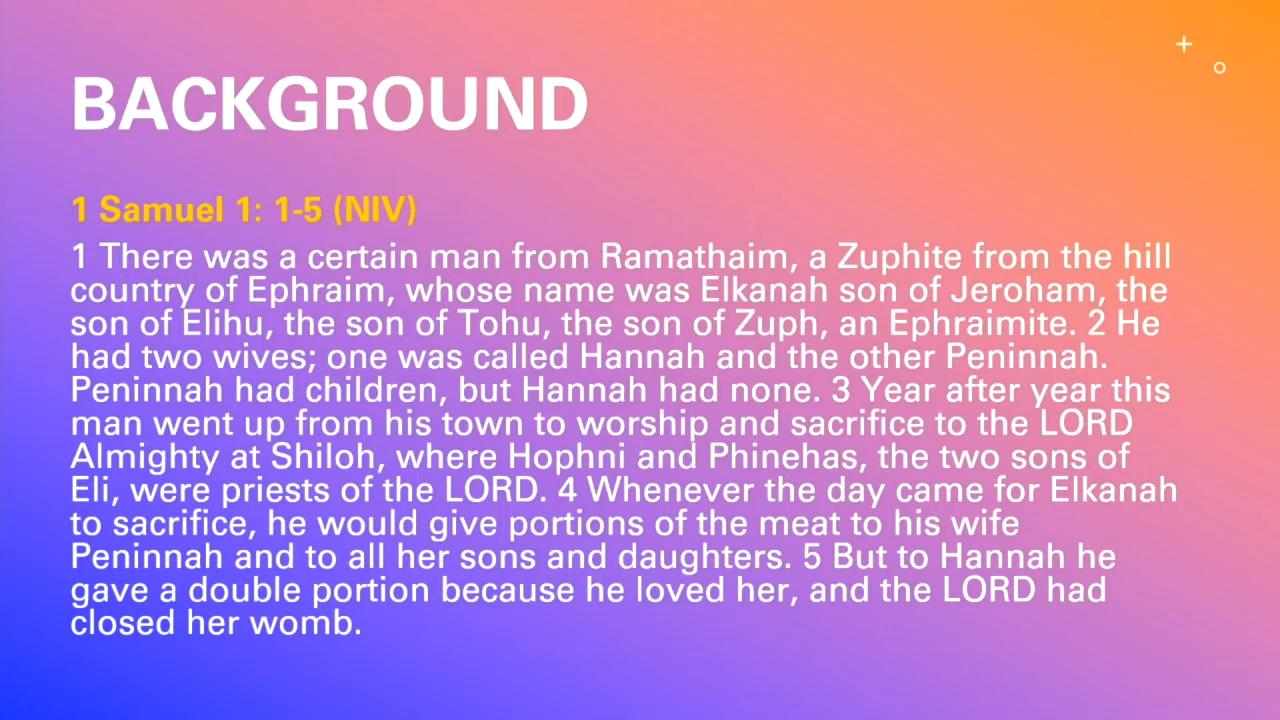 BACKGROUND
1 Samuel 1: 1-5 (NIV)
1 There was a certain man from Ramathaim, a Zuphite from the hill
country of Ephraim, whose name was Elkanah son of Jeroham, the
son of Elihu, the son of Tohu, the son of Zuph, an Ephraimite. 2 He
had two wives; one was called Hannah and the other Peninnah.
Peninnah had children, but Hannah had none. 3 Year after year this
man went up from his town to worship and sacrifice to the LORD
Almighty at Shiloh, where Hophni and Phinehas, the two sons of
Eli, were priests of the LORD. 4 Whenever the day came for Elkanah
to sacrifice, he would give portions of the meat to his wife
Peninnah and to all her sons and daughters. 5 But to Hannah he
gave a double portion because he loved her, and the LORD had
closed her womb.